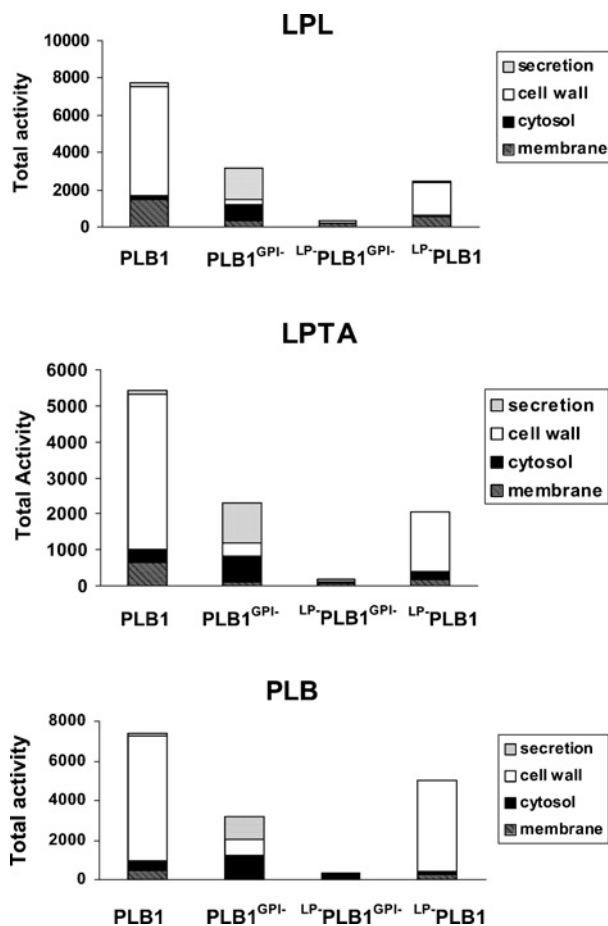 LPL
Total activity
10000
8000
6000
4000
2000
0
secretion
cell wall
cytosol
membrane
PLB1 PLB1GPI- LP-PLB1GPI- LP-PLB1
LPTA
Total Activity
6000
5000
4000
3000
2000
1000
0
secretion
cell wall
cytosol
membrane
PLB1 PLB1GPI- LP-PLB1GPI- LP-PLB1
PLB
Total activity
8000
6000
4000
2000
0
secretion
cell wall
cytosol
membrane
PLB1 PLB1GPI- LP-PLB1GPI- LP-PLB1